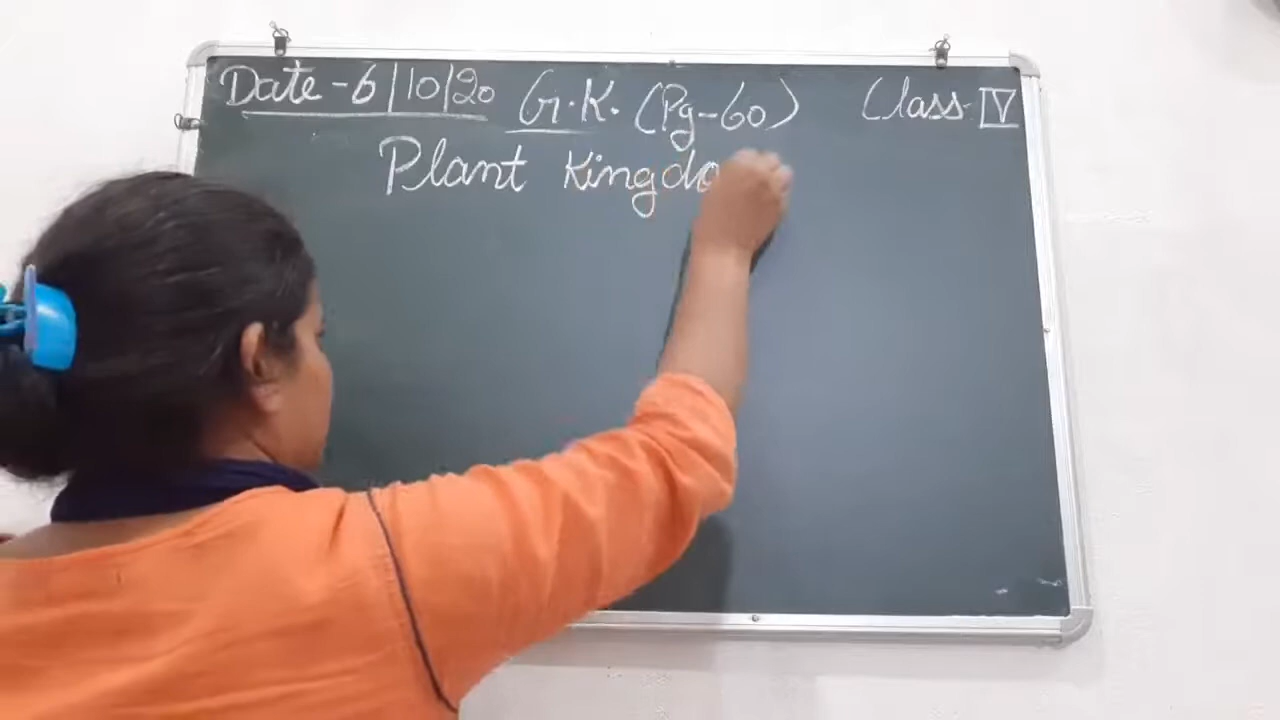 Date - 6/10/20 G.K. (Pg-60) Class-IV
Plant Kingdo